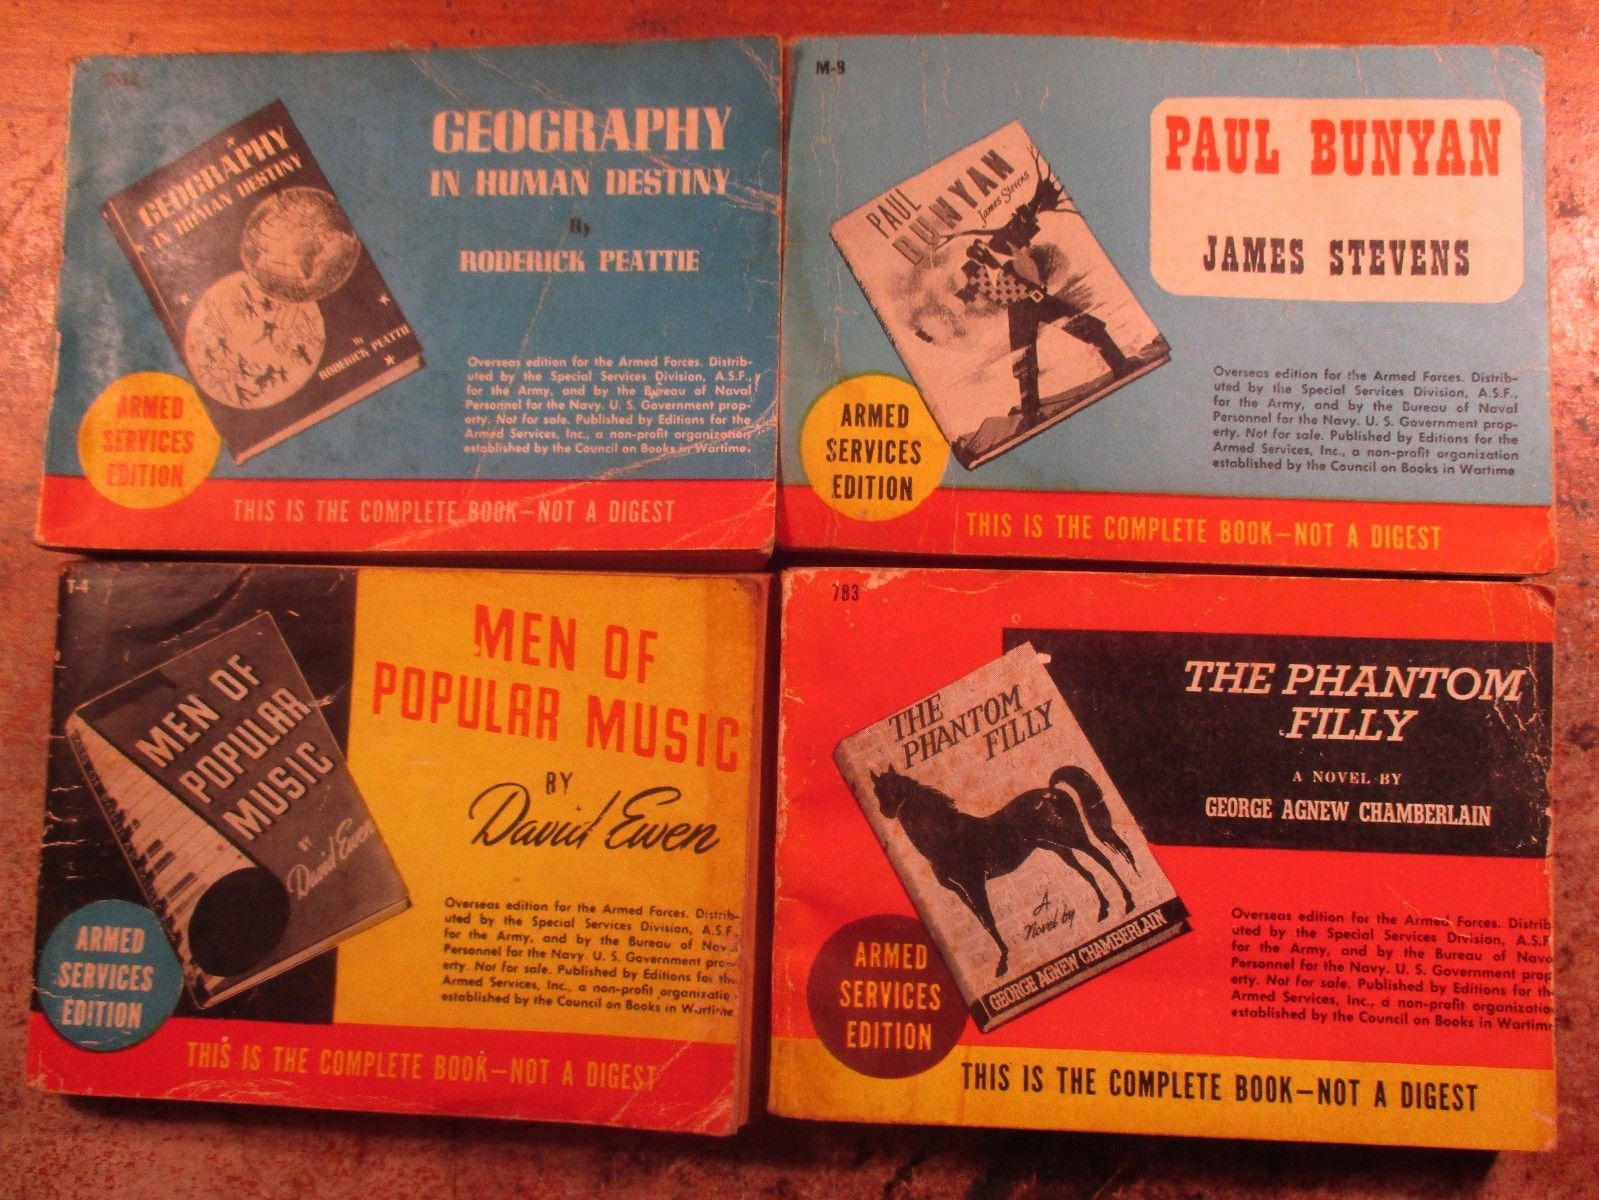 GEOGRAPHY
IN HUMAN DESTINY
By
RODERICK PEATTIE
GEOGRAPHY
IN HUMAN DESTINY
By
RODERICK PEATTIE
Overseas edition for the Armed Forces. Distrib-
uted by the Special Services Division, A.S.F.,
for the Army, and by the Bureau of Naval
Personnel for the Navy. U. S. Government prop-
erty. Not for sale. Published by Editions for the
Armed Services, Inc., a non-profit organization
established by the Council on Books in Wartime.
ARMED
SERVICES
EDITION
THIS IS THE COMPLETE BOOK—NOT A DIGEST
M-9
PAUL BUNYAN
JAMES STEVENS
PAUL
BUNYAN
James Stevens
Overseas edition for the Armed Forces. Distrib-
uted by the Special Services Division, A.S.F.,
for the Army, and by the Bureau of Naval
Personnel for the Navy. U. S. Government prop-
erty. Not for sale. Published by Editions for the
Armed Services, Inc., a non-profit organization
established by the Council on Books in Wartime
ARMED
SERVICES
EDITION
THIS IS THE COMPLETE BOOK—NOT A DIGEST
T-4
MEN OF
POPULAR MUSIC
BY
David Ewen
MEN OF
POPULAR
MUSIC
BY
David Ewen
Overseas edition for the Armed Forces. Distrib-
uted by the Special Services Division, A.S.F.
for the Army, and by the Bureau of Naval
Personnel for the Navy. U. S. Government prop-
erty. Not for sale. Published by Editions for the
Armed Services, Inc., a non-profit organization
established by the Council on Books in Wartime
ARMED
SERVICES
EDITION
THIS IS THE COMPLETE BOOK—NOT A DIGEST
783
THE PHANTOM
FILLY
A NOVEL BY
GEORGE AGNEW CHAMBERLAIN
THE
PHANTOM
FILLY
A
Novel by
GEORGE AGNEW CHAMBERLAIN
Overseas edition for the Armed Forces. Distrib
uted by the Special Services Division, A.S.F
for the Army, and by the Bureau of Nava
Personnel for the Navy. U. S. Government prop
erty. Not for sale. Published by Editions for th
Armed Services, Inc., a non-profit organizatio
established by the Council on Books in Wartime
ARMED
SERVICES
EDITION
THIS IS THE COMPLETE BOOK—NOT A DIGEST